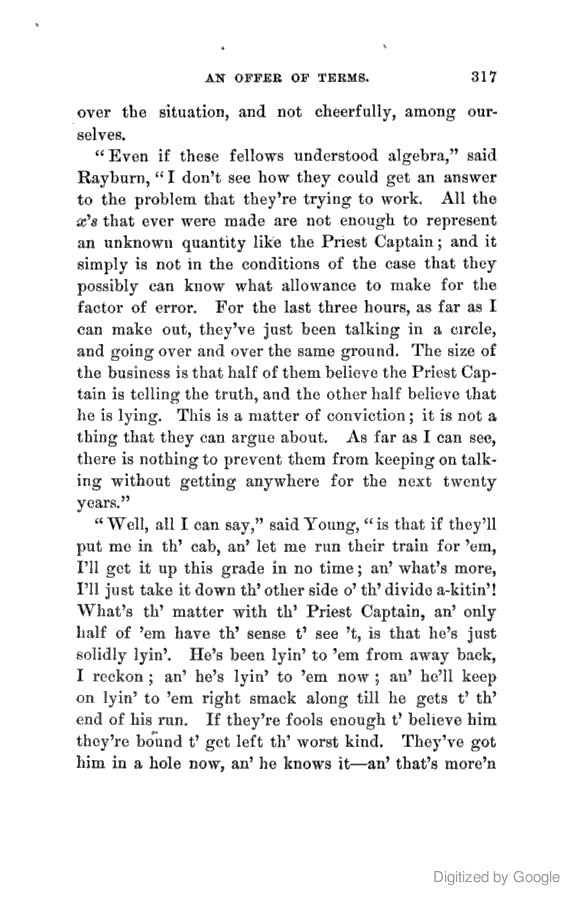 AN OFFER OF TERMS. 317
over the situation, and not cheerfully, among our-
selves.
“Even if these fellows understood algebra,” said
Rayburn, “I don’t see how they could get an answer
to the problem that they’re trying to work. All the
x’s that ever were made are not enough to represent
an unknown quantity like the Priest Captain; and it
simply is not in the conditions of the case that they
possibly can know what allowance to make for the
factor of error. For the last three hours, as far as I
can make out, they’ve just been talking in a circle,
and going over and over the same ground. The size of
the business is that half of them believe the Priest Cap-
tain is telling the truth, and the other half believe that
he is lying. This is a matter of conviction; it is not a
thing that they can argue about. As far as I can see,
there is nothing to prevent them from keeping on talk-
ing without getting anywhere for the next twenty
years.”
“Well, all I can say,” said Young, “is that if they’ll
put me in th’ cab, an’ let me run their train for ’em,
I’ll get it up this grade in no time; an’ what’s more,
I’ll just take it down th’ other side o’ th’ divide a-kitin’!
What’s th’ matter with th’ Priest Captain, an’ only
half of ’em have th’ sense t’ see ’t, is that he’s just
solidly lyin’. He’s been lyin’ to ’em from away back,
I reckon; an’ he’s lyin’ to ’em now; an’ he’ll keep
on lyin’ to ’em right smack along till he gets t’ th’
end of his run. If they’re fools enough t’ believe him
they’re bound t’ get left th’ worst kind. They’ve got
him in a hole now, an’ he knows it—an’ that’s more’n
Digitized by Google